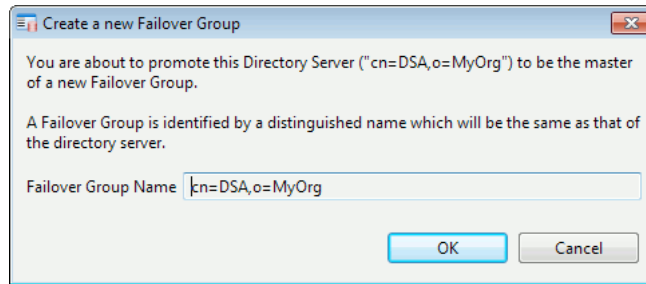 Create a new Failover Group
You are about to promote this Directory Server ("cn=DSA,o=MyOrg") to be the master
of a new Failover Group.
A Failover Group is identified by a distinguished name which will be the same as that of
the directory server.
Failover Group Name cn=DSA,o=MyOrg
OK Cancel